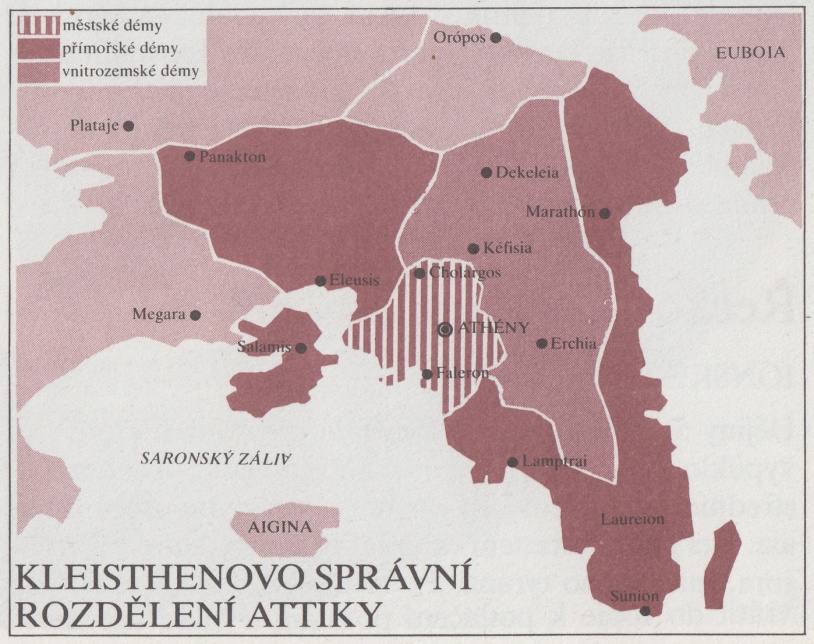 městské démy
přímořské démy
vnitrozemské démy
Orópos
EUBOIA
Plataje
Panakton
Dekeleia
Marathón
Kéfisia
Cholargos
Eleusis
Megara
ATHÉNY
Salamis
Erchia
Faleron
SARONSKÝ ZÁLIV
Lamptrai
AIGINA
Laureion
KLEISTHENOVO SPRÁVNÍ
ROZDĚLENÍ ATTIKY
Súnion